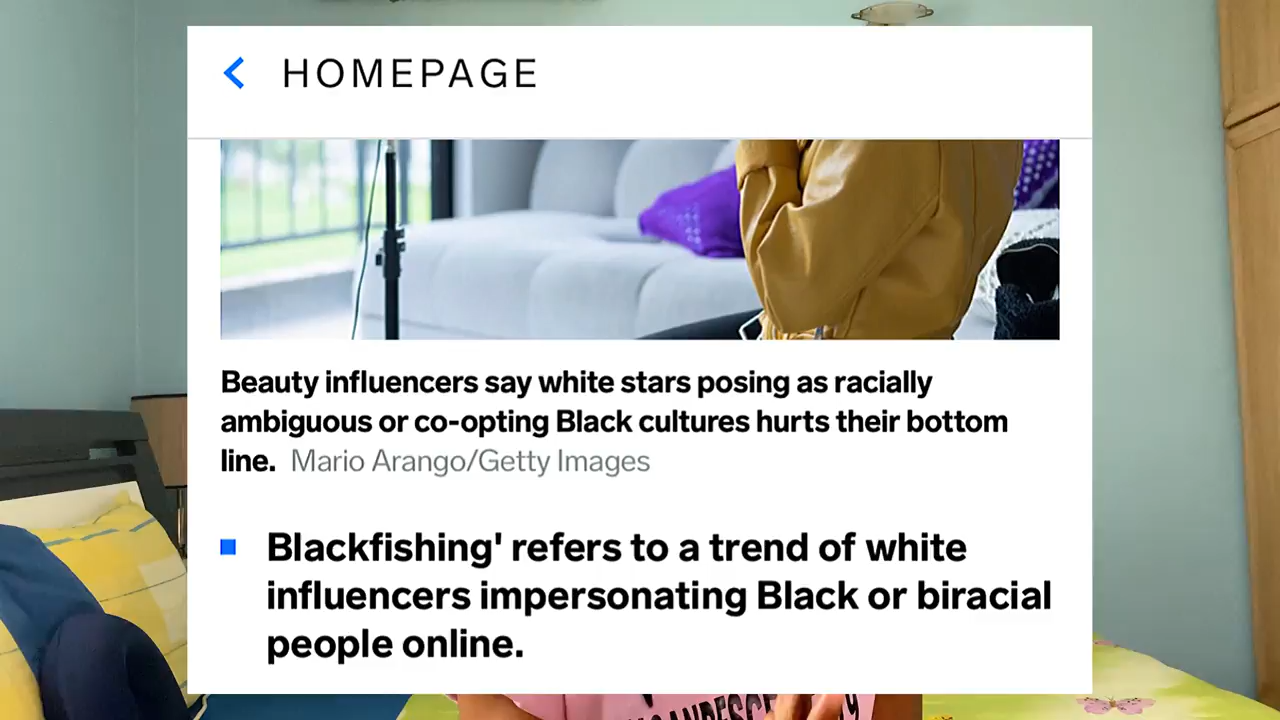 HOMEPAGE
Beauty influencers say white stars posing as racially
ambiguous or co-opting Black cultures hurts their bottom
line. Mario Arango/Getty Images
Blackfishing' refers to a trend of white
influencers impersonating Black or biracial
people online.